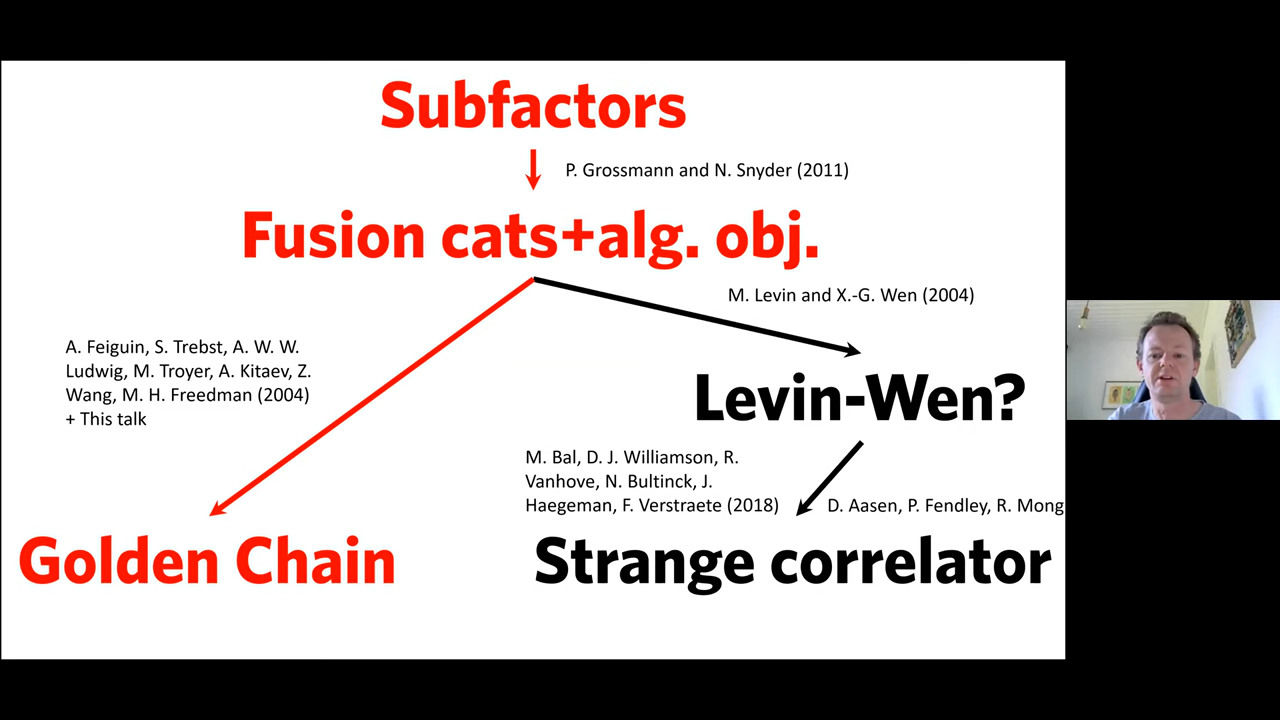 Subfactors
P. Grossmann and N. Snyder (2011)
Fusion cats+alg. obj.
M. Levin and X.-G. Wen (2004)
A. Feiguin, S. Trebst, A. W. W.
Ludwig, M. Troyer, A. Kitaev, Z.
Wang, M. H. Freedman (2004)
+ This talk
Levin-Wen?
M. Bal, D. J. Williamson, R.
Vanhove, N. Bultinck, J.
Haegeman, F. Verstraete (2018)
D. Aasen, P. Fendley, R. Mong
Golden Chain
Strange correlator